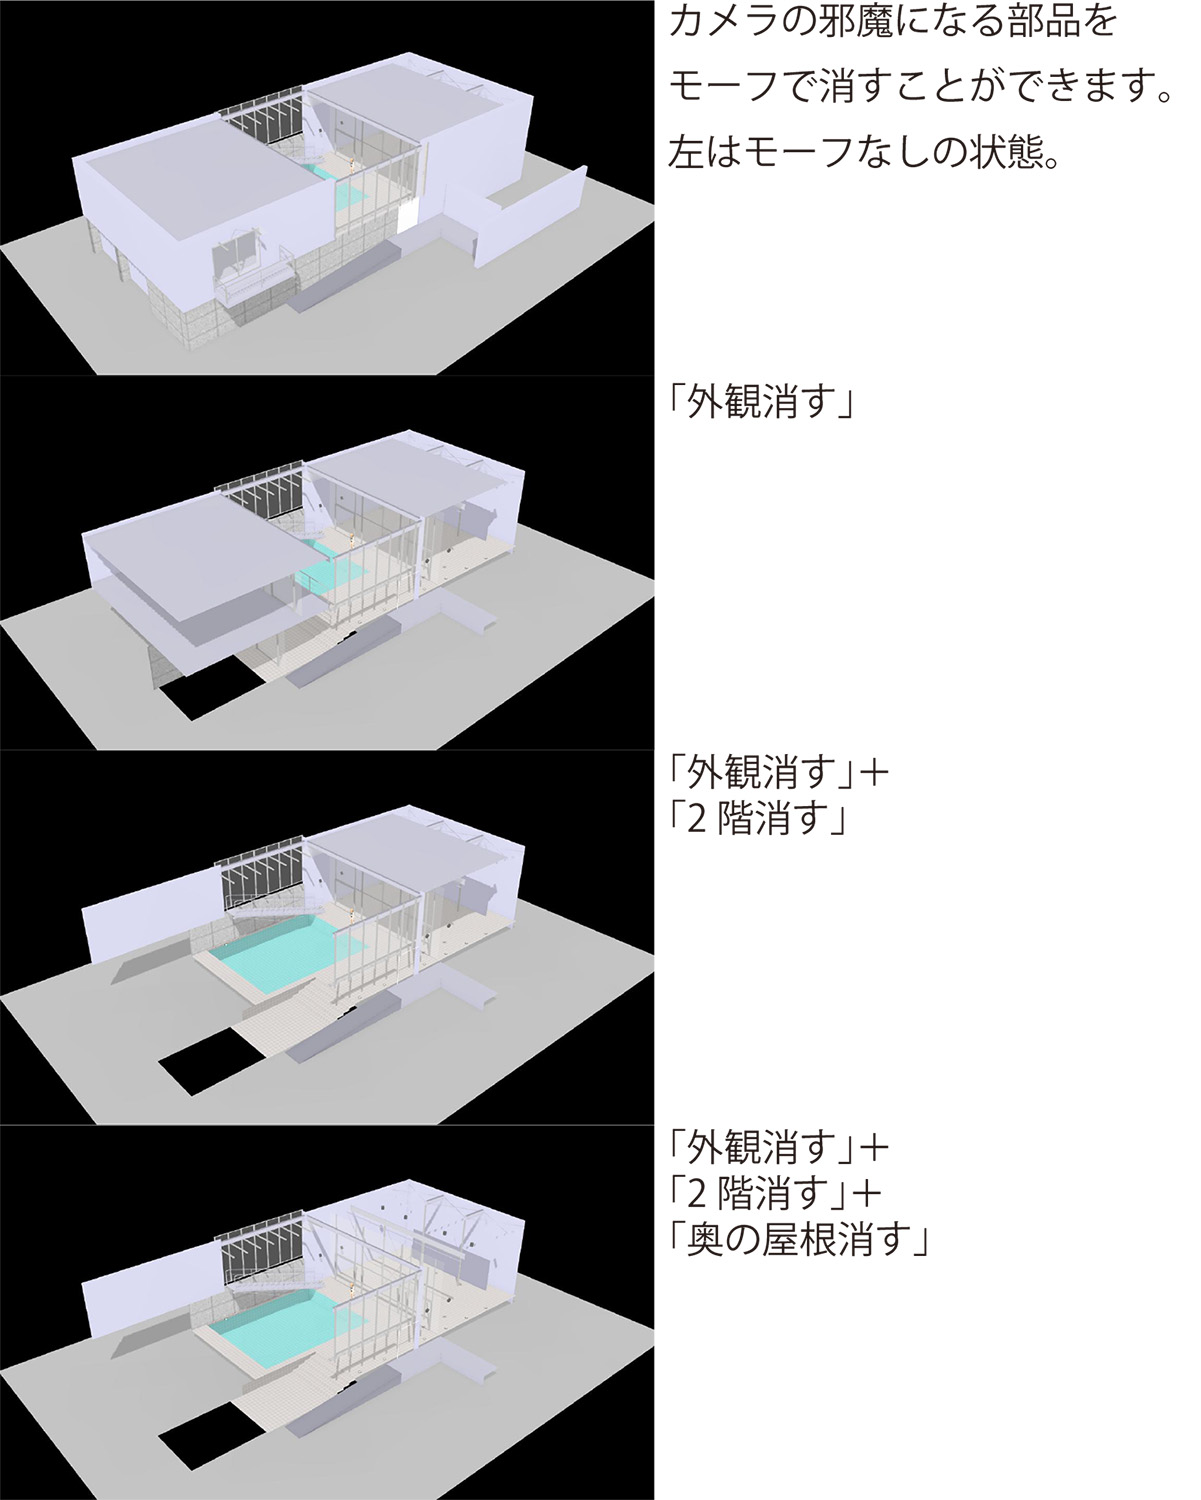 カメラの邪魔になる部品を
モーフで消すことができます。
左はモーフなしの状態。
「外観消す」
「外観消す」＋
「2 階消す」
「外観消す」＋
「2 階消す」＋
「奥の屋根消す」